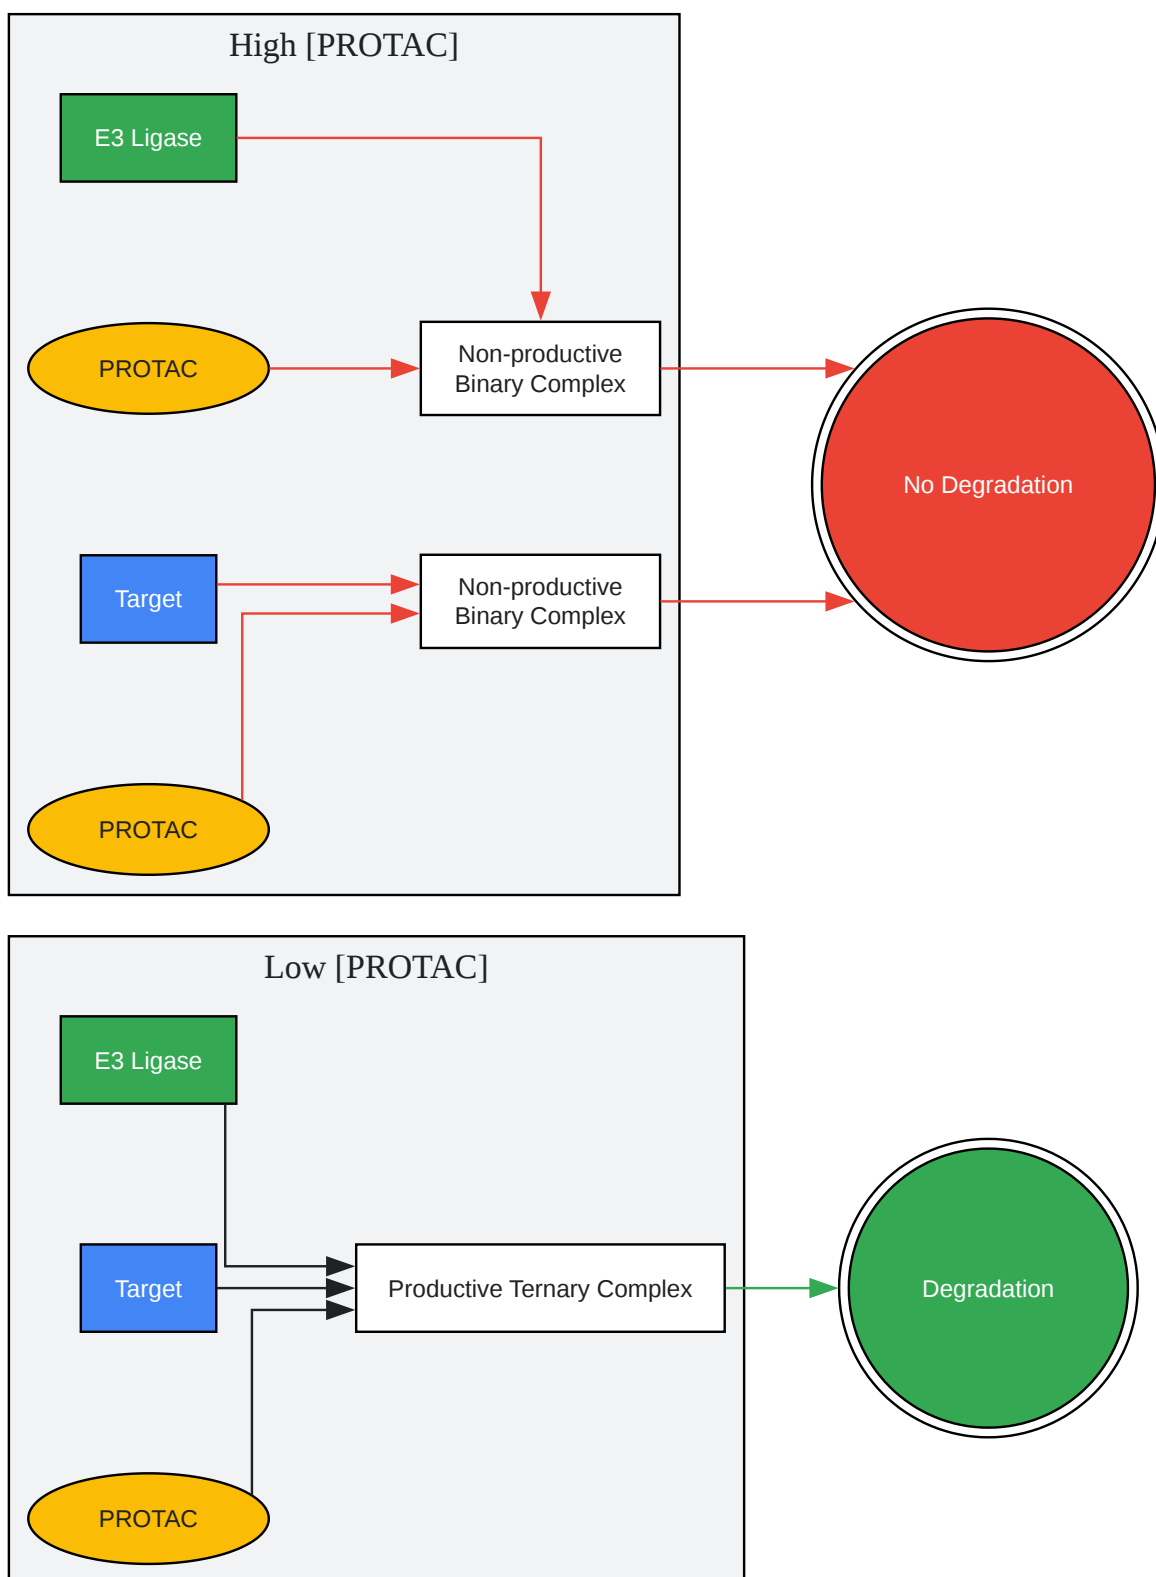 High [PROTAC]
E3 Ligase
PROTAC
Non-productive
Binary Complex
No Degradation
Target
Non-productive
Binary Complex
PROTAC
Low [PROTAC]
E3 Ligase
Target
Productive Ternary Complex
Degradation
PROTAC